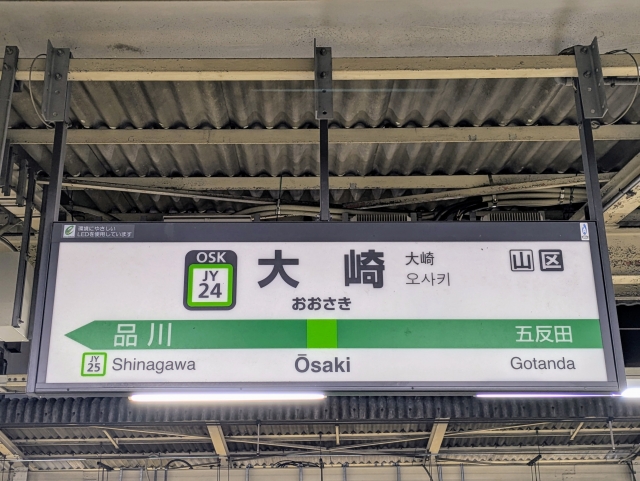 環境にやさしい
LEDを使用しています
OSK
JY
24
大崎
おおさき
大崎
오사키
山 区
品川
五反田
JY
25
Shinagawa
Ōsaki
Gotanda